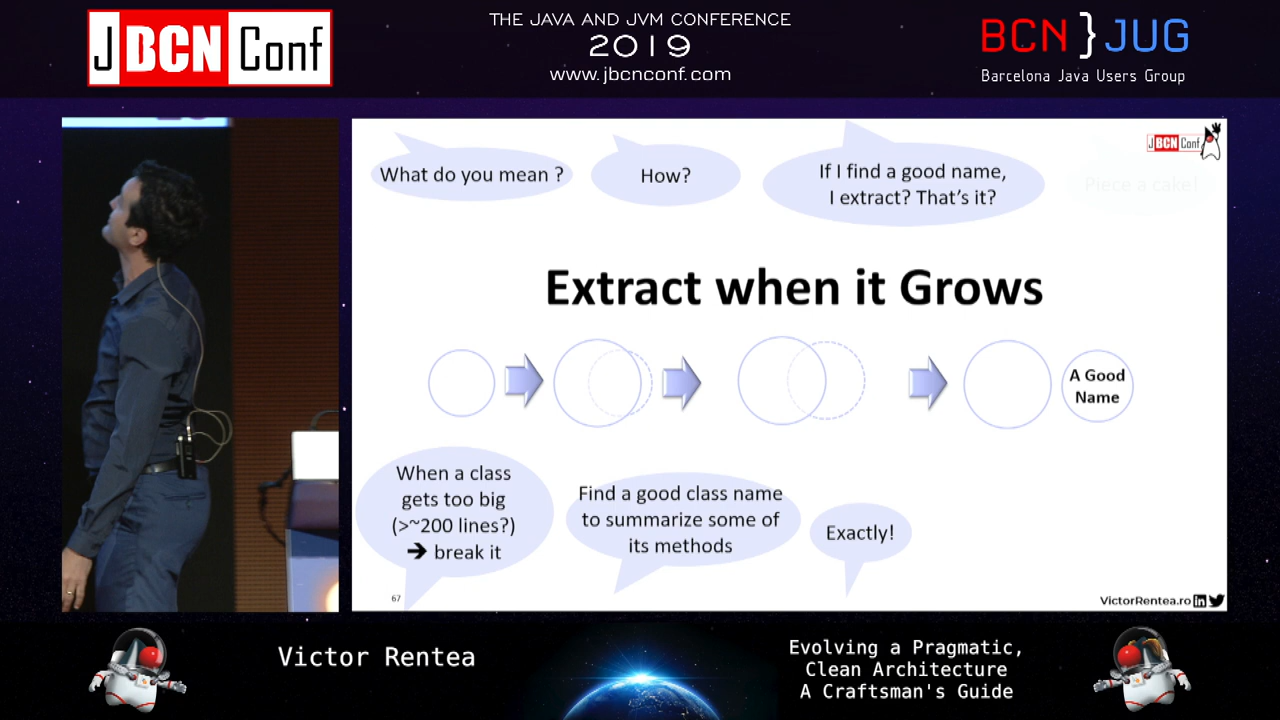 JBCNConf
THE JAVA AND JVM CONFERENCE
2019
www.jbcnconf.com
BCN}JUG
Barcelona Java Users Group
JBCNConf
What do you mean ?
How?
If I find a good name,
I extract? That's it?
Piece a cake!
Extract when it Grows
A Good
Name
When a class
gets too big
(>~200 lines?)
➔ break it
Find a good class name
to summarize some of
its methods
Exactly!
67
VictorRentea.ro
Victor Rentea
Evolving a Pragmatic,
Clean Architecture
A Craftsman's Guide